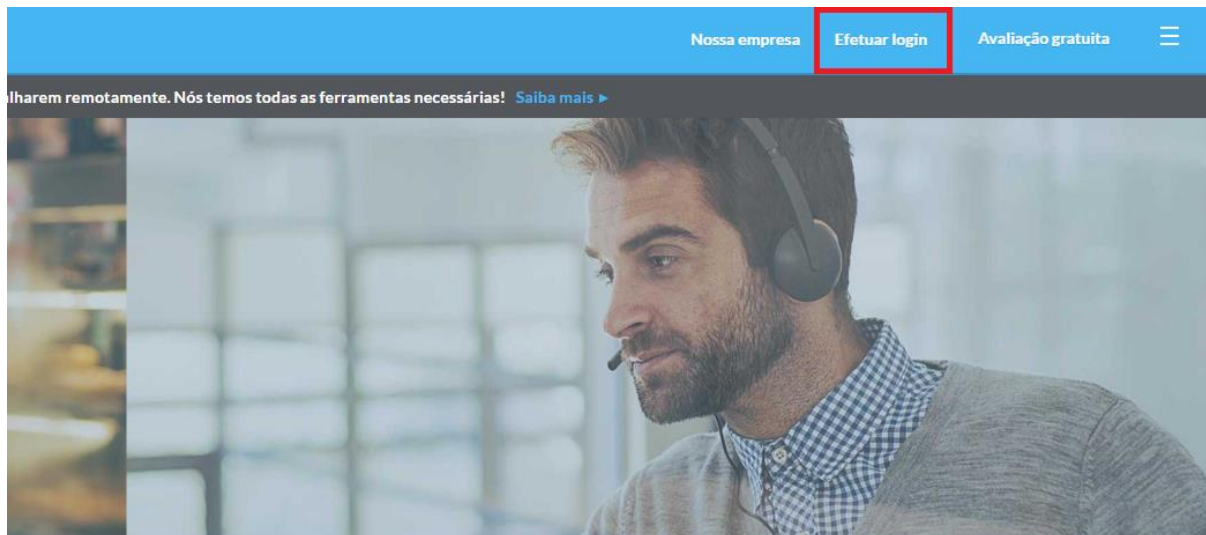 Nossa empresa Efetuar login Avaliação gratuita
lharem remotamente. Nós temos todas as ferramentas necessárias! Saiba mais ▸